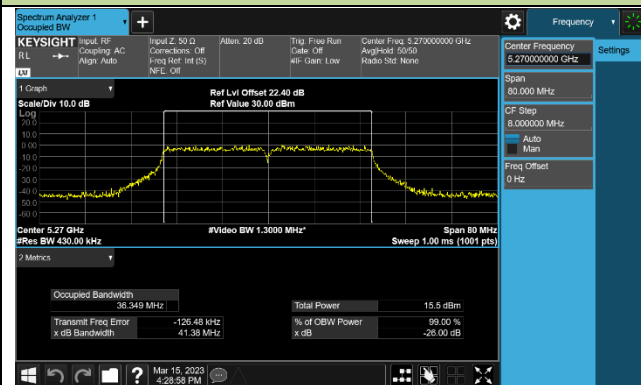 Spectrum Analyzer 1
Occupied BW
Frequency
KEYSIGHT
RL
Input: RF
Coupling: AC
Align: Auto
Input Z: 50 Ω
Corrections: Off
Freq Ref: Int (S)
NFE: Off
Atten: 20 dB
Trig: Free Run
Gate: Off
#IF Gain: Low
Center Freq: 5.270000000 GHz
Avg|Hold: 50/50
Radio Std: None
Center Frequency
5.270000000 GHz
Settings
Span
80.000 MHz
CF Step
8.000000 MHz
Auto
Man
Freq Offset
0 Hz
1 Graph
Scale/Div 10.0 dB
Ref Lvl Offset 22.40 dB
Ref Value 30.00 dBm
Log
20.0
10.0
0.00
-10.0
-20.0
-30.0
-40.0
-50.0
-60.0
Center 5.27 GHz
#Video BW 1.3000 MHz*
Span 80 MHz
#Res BW 430.00 kHz
Sweep 1.00 ms (1001 pts)
2 Metrics
Occupied Bandwidth
36.349 MHz
Total Power
15.5 dBm
Transmit Freq Error
-126.48 kHz
% of OBW Power
99.00 %
x dB Bandwidth
41.38 MHz
x dB
-26.00 dB
Mar 15, 2023
4:28:58 PM